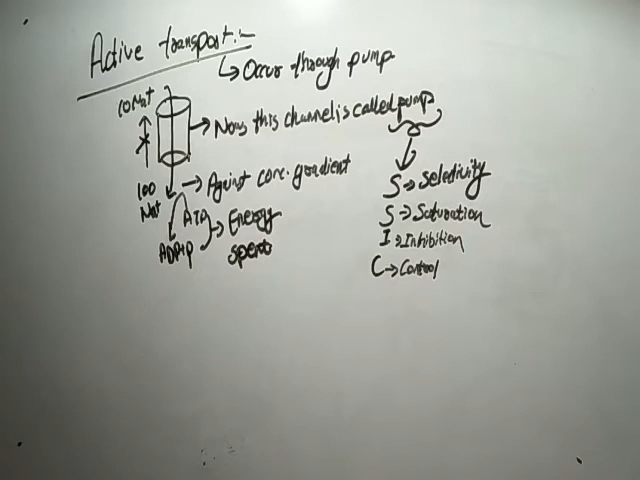 Active transport :-
↳ Occur through pump
10 Na+
→ Now this channel is called pump
100 Na+
→ Against conc. gradient
ATP
ADP+P
→ Energy spent
S → Selectivity
S → Saturation
I → Inhibition
C → Control